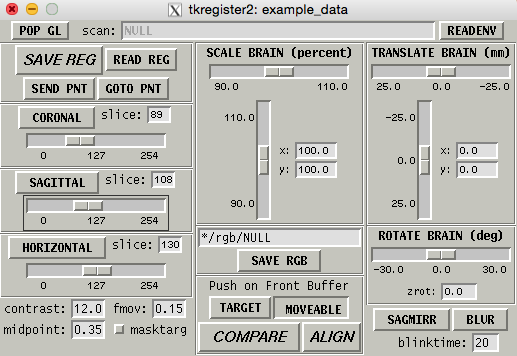 tkregister2: example_data
POP GL scan: NULL READENV
SAVE REG READ REG
SEND PNT GOTO PNT
CORONAL slice: 89
0 127 254
SAGITTAL slice: 108
0 127 254
HORIZONTAL slice: 130
0 127 254
contrast: 12.0 fmov: 0.15
midpoint: 0.35 masktarg
SCALE BRAIN (percent)
90.0 110.0
110.0
x: 100.0
y: 100.0
90.0
*/rgb/NULL
SAVE RGB
Push on Front Buffer
TARGET MOVEABLE
COMPARE ALIGN
TRANSLATE BRAIN (mm)
25.0 0.0 -25.0
-25.0
x: 0.0
0.0
y: 0.0
25.0
ROTATE BRAIN (deg)
-30.0 0.0 30.0
zrot: 0.0
SAGMIRR BLUR
blinktime: 20